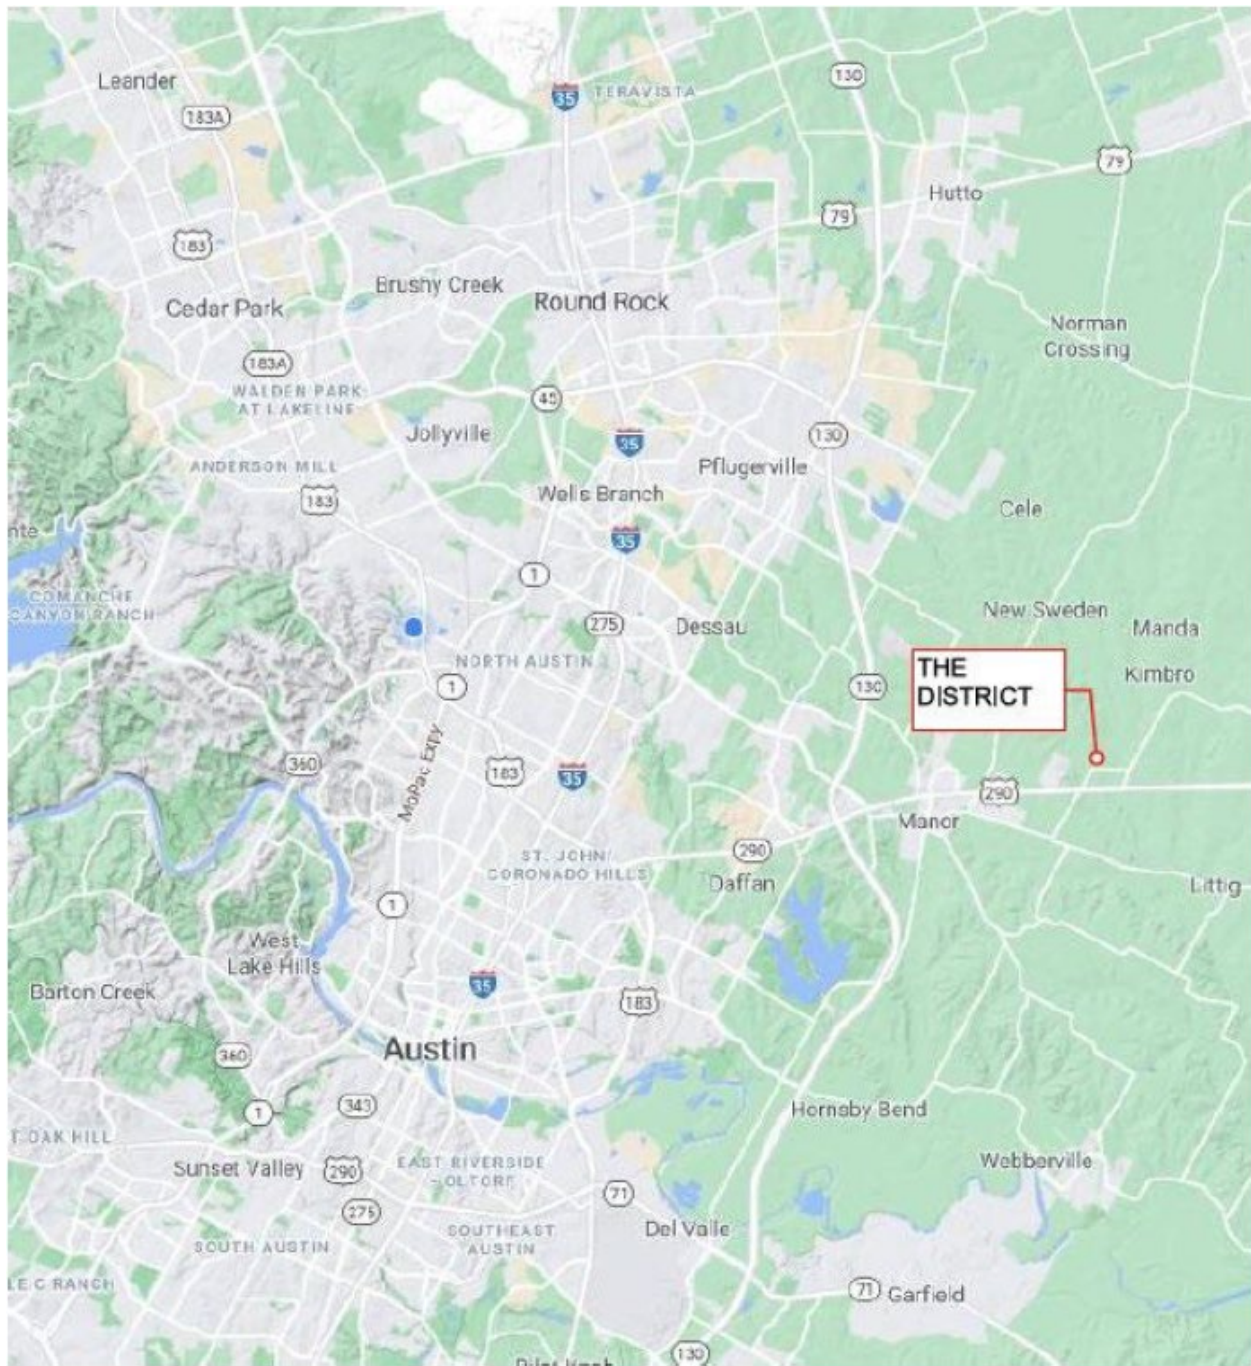 Leander
183A
35
TERAVISTA
130
79
Hutto
79
183
Brushy Creek
Cedar Park
Round Rock
Norman
Crossing
183A
WALDEN PARK
AT LAKELINE
45
Jollyville
35
130
ANDERSON MILL
Pflugerville
183
Wells Branch
Cele
nte
35
1
COMANCHE
CANYON RANCH
New Sweden
275
Dessau
Manda
NORTH AUSTIN
THE
DISTRICT
Kimbro
1
130
MoPac Expy
360
183
35
290
Manor
290
ST. JOHN
CORONADO HILLS
Daffan
Littig
1
West
Lake Hills
35
Barton Creek
183
Austin
360
1
343
Hornsby Bend
T OAK HILL
Sunset Valley
290
EAST RIVERSIDE
-OLTORF
Webberville
71
275
Del Valle
SOUTH AUSTIN
SOUTHEAST
AUSTIN
LE C RANCH
71
Garfield
130